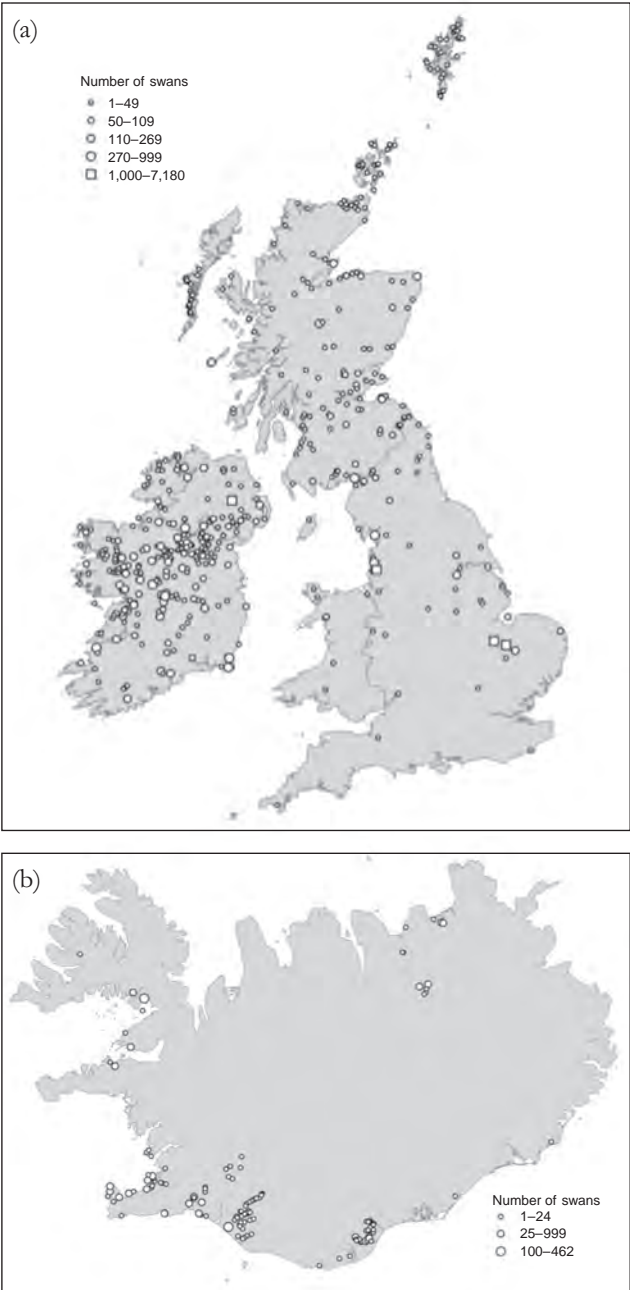 (a)
Number of swans
1–49
50–109
110–269
270–999
1,000–7,180
(b)
Number of swans
1–24
25–999
100–462